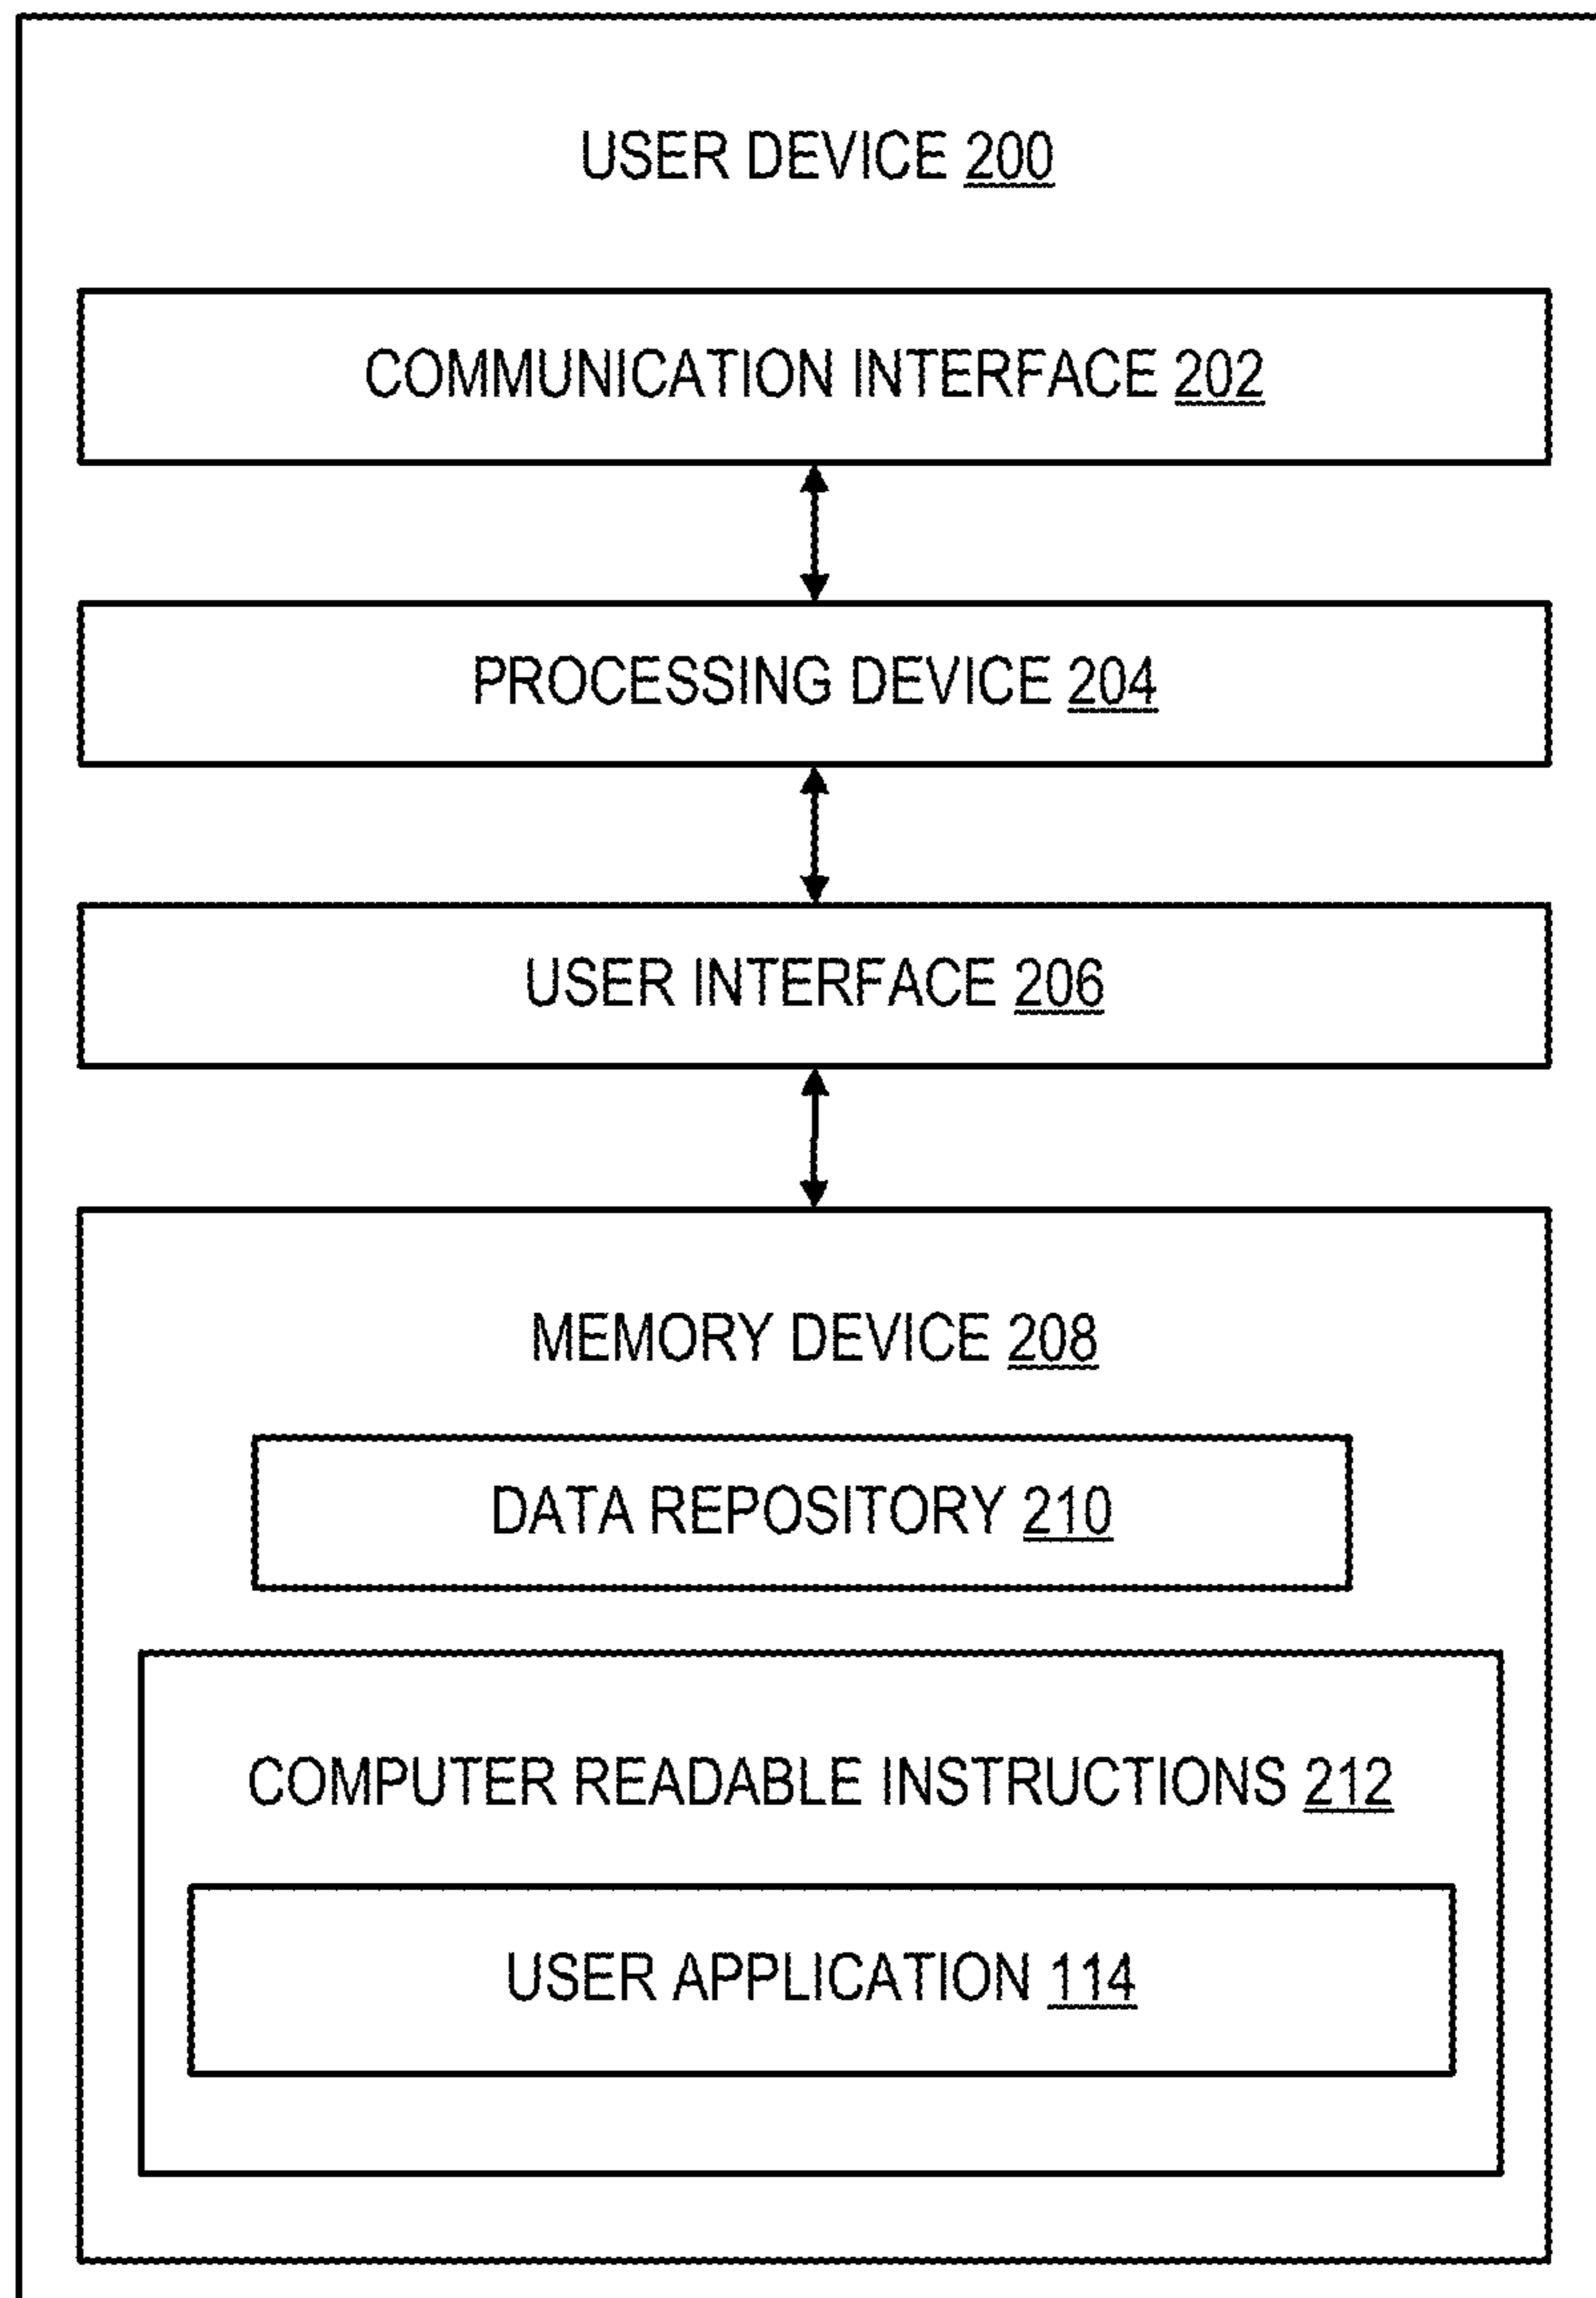 USER DEVICE 200
COMMUNICATION INTERFACE 202
PROCESSING DEVICE 204
USER INTERFACE 206
MEMORY DEVICE 208
DATA REPOSITORY 210
COMPUTER READABLE INSTRUCTIONS 212
USER APPLICATION 114